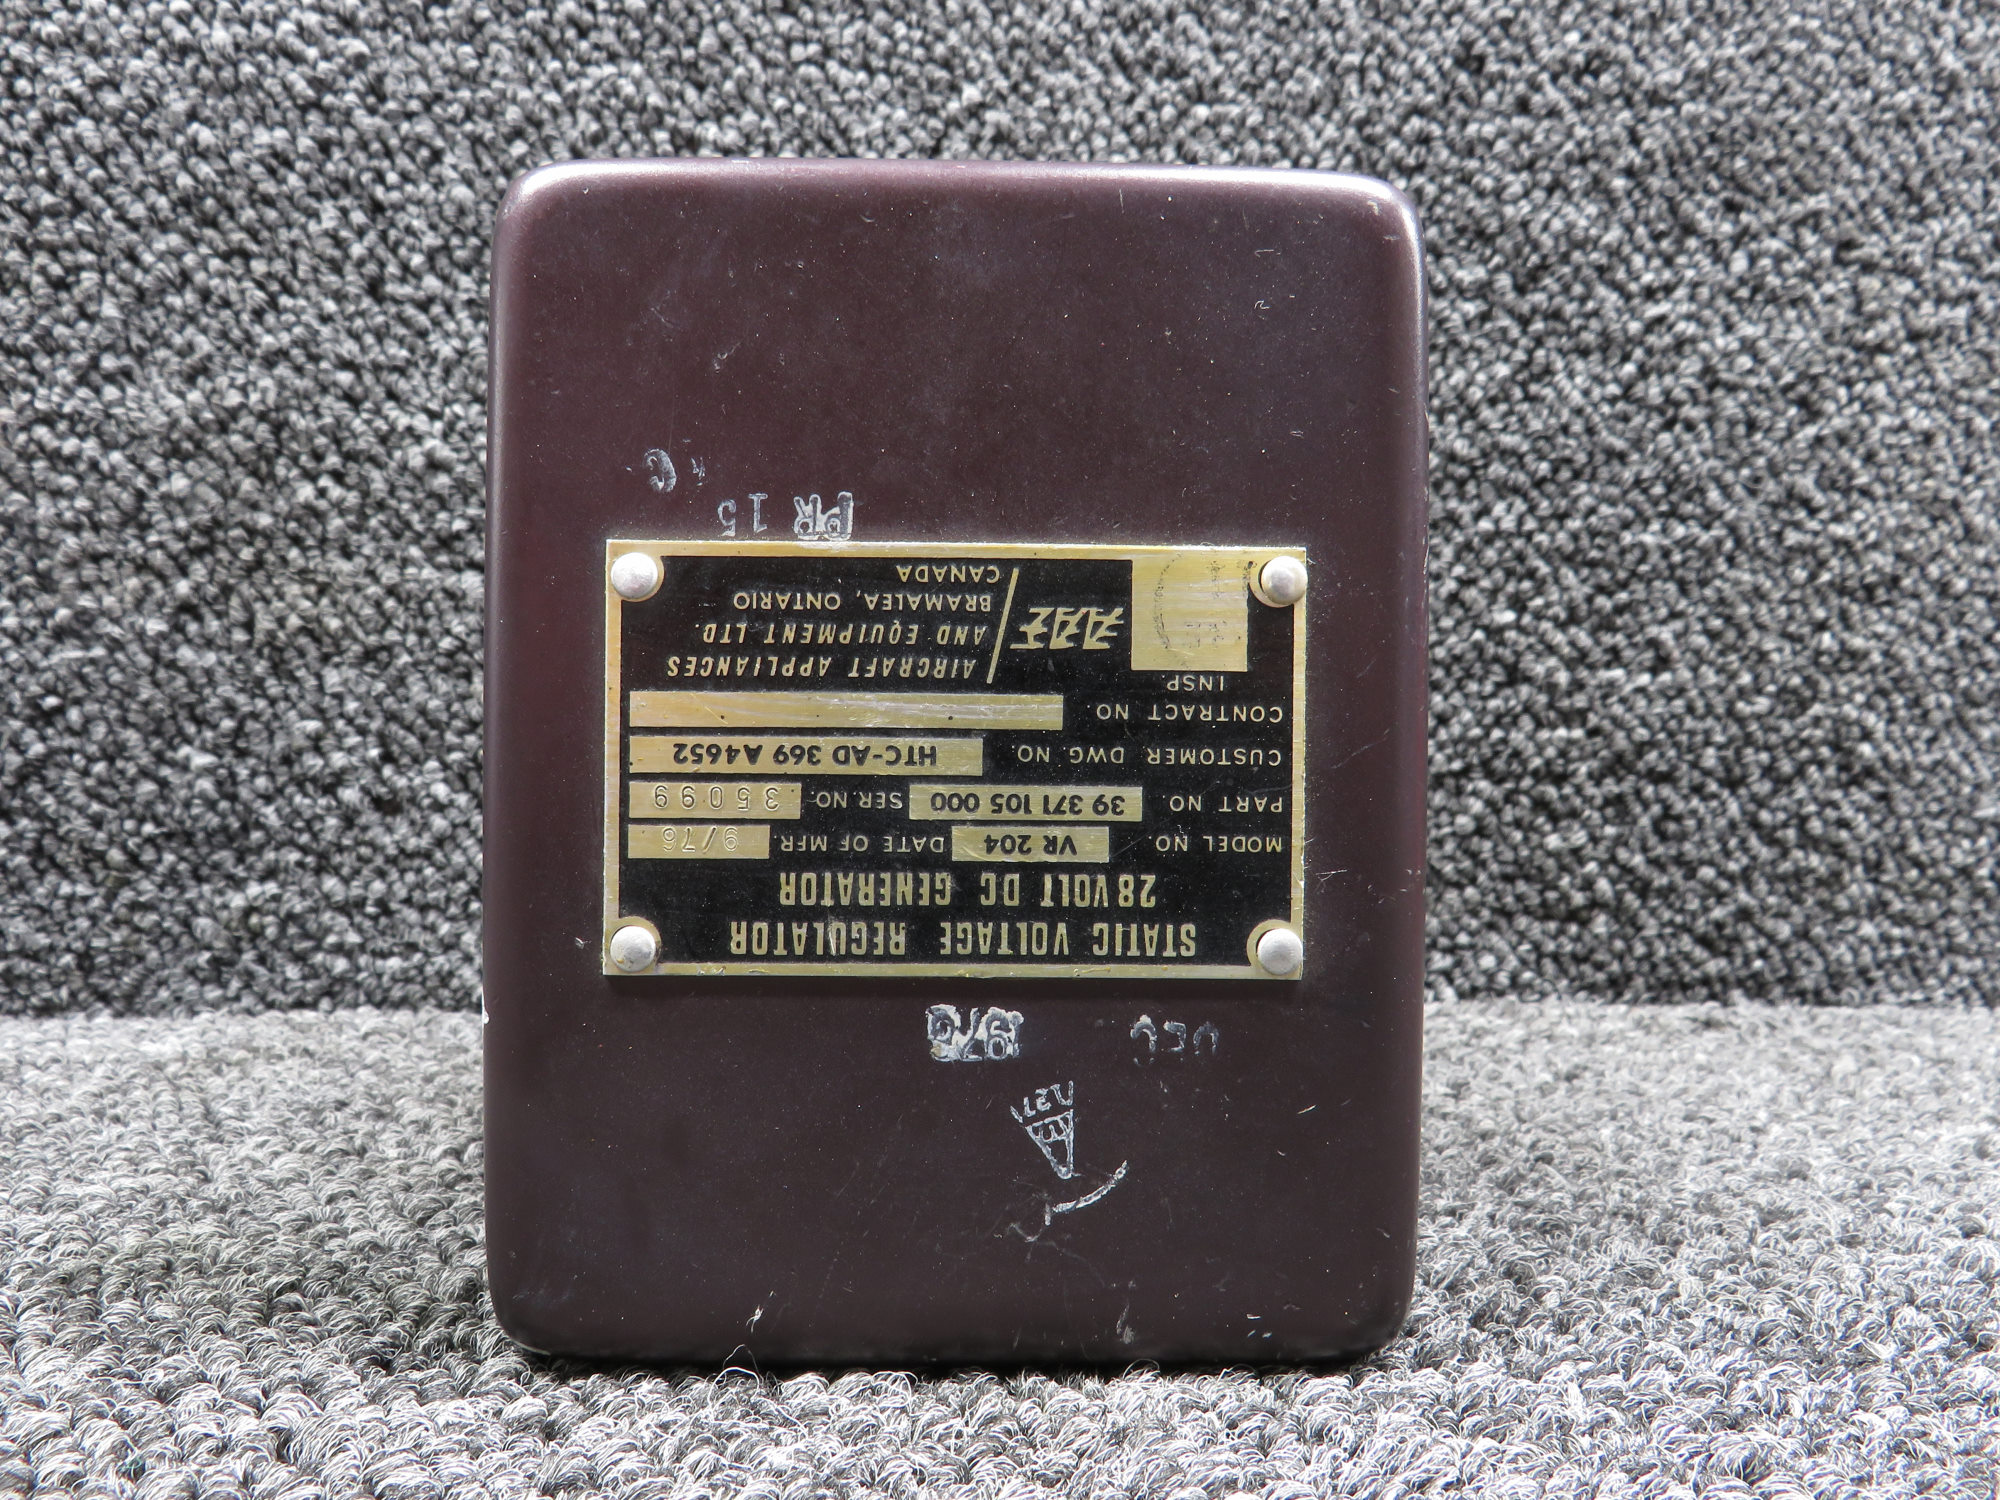 1976
STATIC VOLTAGE REGULATOR
28 VOLT DC GENERATOR
MODEL NO. VR 204 DATE OF MFR. 9/76
PART NO. 39 371 105 000 SER. NO. 35099
CUSTOMER DWG. NO. HTC-AD 369 A4652
CONTRACT NO.
INSP.
AAE
AIRCRAFT APPLIANCES
AND EQUIPMENT LTD.
BRAMALEA, ONTARIO
CANADA
PR 15